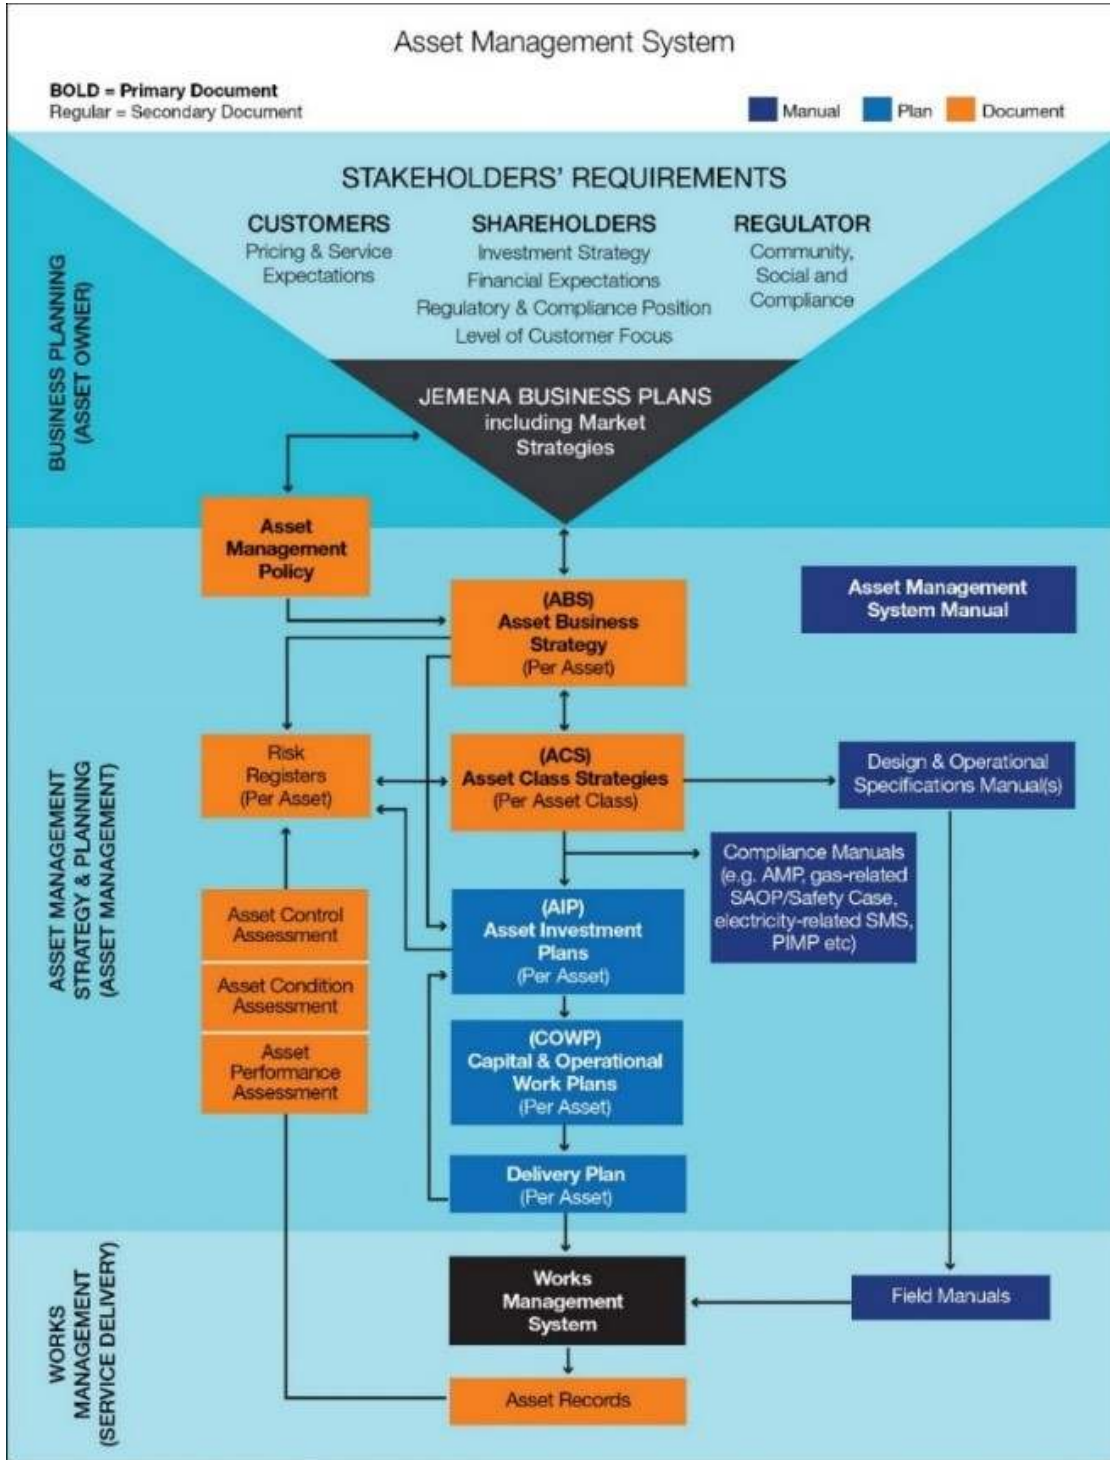 Asset Management System
BOLD = Primary Document
Regular = Secondary Document
Manual
Plan
Document
STAKEHOLDERS' REQUIREMENTS
CUSTOMERS
Pricing & Service
Expectations
SHAREHOLDERS
Investment Strategy
Financial Expectations
Regulatory & Compliance Position
Level of Customer Focus
REGULATOR
Community,
Social and
Compliance
BUSINESS PLANNING
(ASSET OWNER)
JEMENA BUSINESS PLANS
including Market
Strategies
Asset
Management
Policy
(ABS)
Asset Business
Strategy
(Per Asset)
Asset Management
System Manual
ASSET MANAGEMENT
STRATEGY & PLANNING
(ASSET MANAGEMENT)
Risk
Registers
(Per Asset)
(ACS)
Asset Class Strategies
(Per Asset Class)
Design & Operational
Specifications Manual(s)
Compliance Manuals
(e.g. AMP, gas-related
SAOP/Safety Case,
electricity-related SMS,
PIMP etc)
Asset Control
Assessment
Asset Condition
Assessment
Asset
Performance
Assessment
(AIP)
Asset Investment
Plans
(Per Asset)
(COWP)
Capital & Operational
Work Plans
(Per Asset)
Delivery Plan
(Per Asset)
WORKS
MANAGEMENT
(SERVICE DELIVERY)
Works
Management
System
Field Manuals
Asset Records